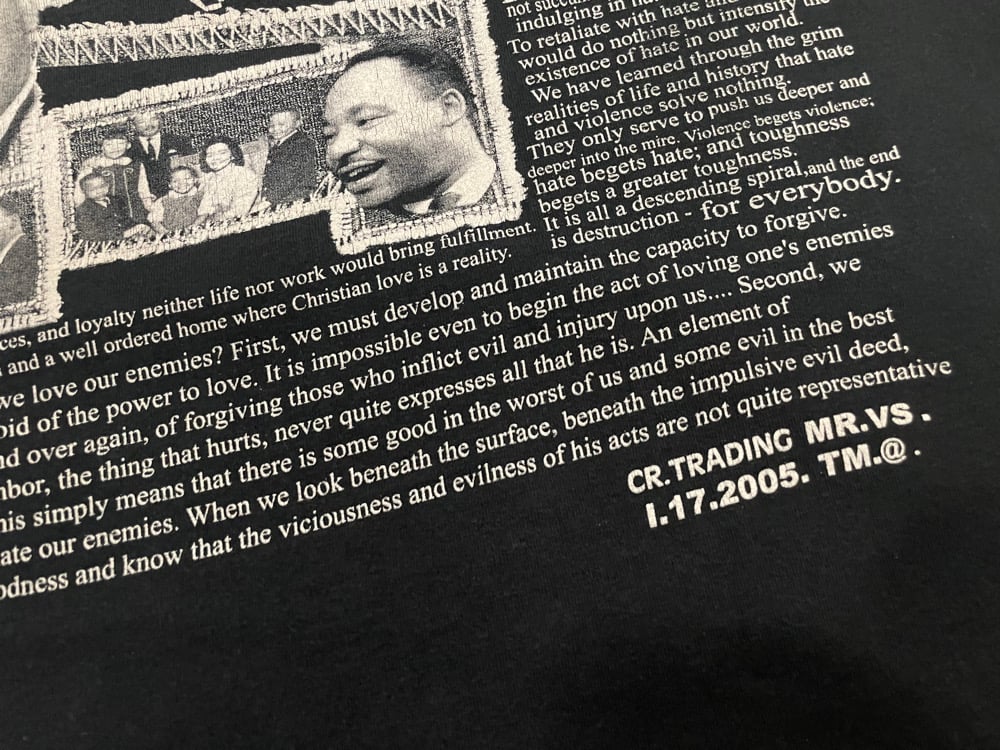 not
indulging in
To retaliate with hate and
would do nothing but intensify the
existence of hate in our world.
We have learned through the grim
realities of life and history that hate
and violence solve nothing.
They only serve to push us deeper and
deeper into the mire. Violence begets violence;
hate begets hate; and toughness
begets a greater toughness.
It is all a descending spiral,and the end
is destruction - for everybody.
ces, and loyalty neither life nor work would bring fulfillment.
and a well ordered home where Christian love is a reality.
we love our enemies? First, we must develop and maintain the capacity to forgive.
oid of the power to love. It is impossible even to begin the act of loving one's enemies
nd over again, of forgiving those who inflict evil and injury upon us.... Second, we
hbor, the thing that hurts, never quite expresses all that he is. An element of
his simply means that there is some good in the worst of us and some evil in the best
ate our enemies. When we look beneath the surface, beneath the impulsive evil deed,
odness and know that the viciousness and evilness of his acts are not quite representative
CR.TRADING MR.VS.
I.17.2005. TM.@.